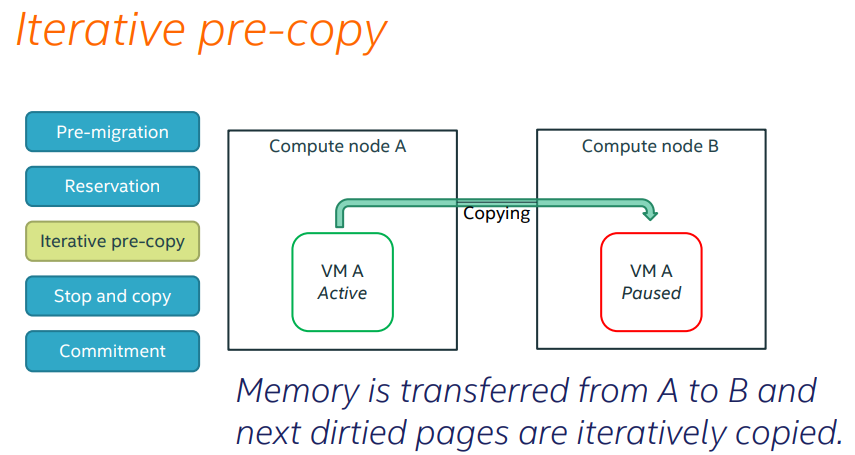 Iterative pre-copy
Pre-migration
Reservation
Iterative pre-copy
Stop and copy
Commitment
Compute node A
Compute node B
Copying
VM A
Active
VM A
Paused
Memory is transferred from A to B and
next dirtied pages are iteratively copied.